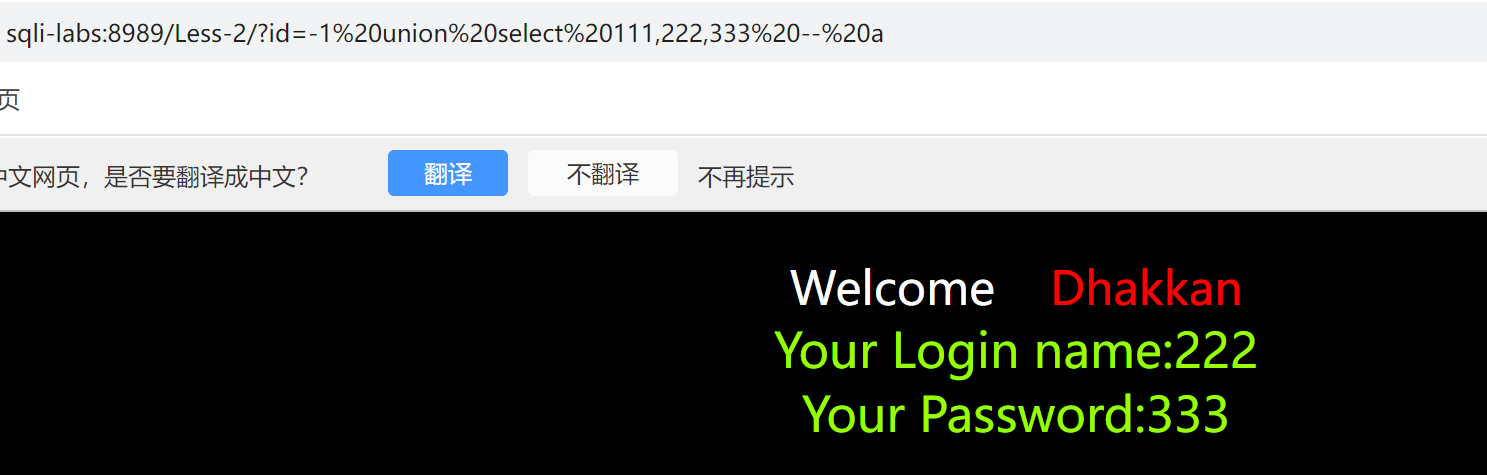 sqli-labs:8989/Less-2/?id=-1%20union%20select%20111,222,333%20--%20a
页
中文网页，是否要翻译成中文？ 翻译 不翻译 不再提示
Welcome Dhakkan
Your Login name:222
Your Password:333